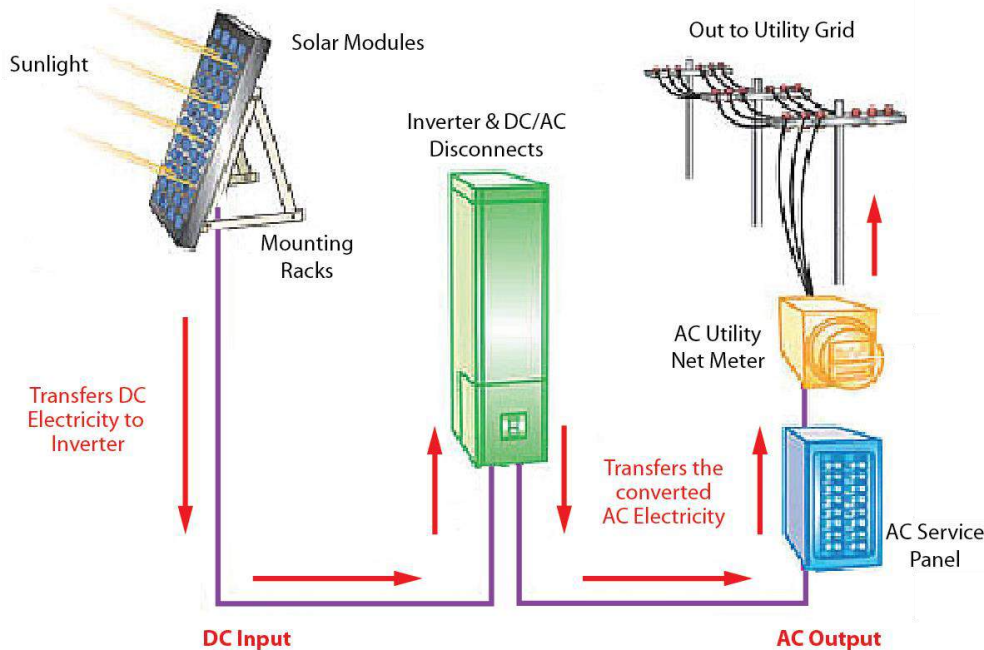 Sunlight
Solar Modules
Mounting
Racks
Transfers DC
Electricity to
Inverter
DC Input
Inverter & DC/AC
Disconnects
Transfers the
converted
AC Electricity
Out to Utility Grid
AC Utility
Net Meter
AC Service
Panel
AC Output